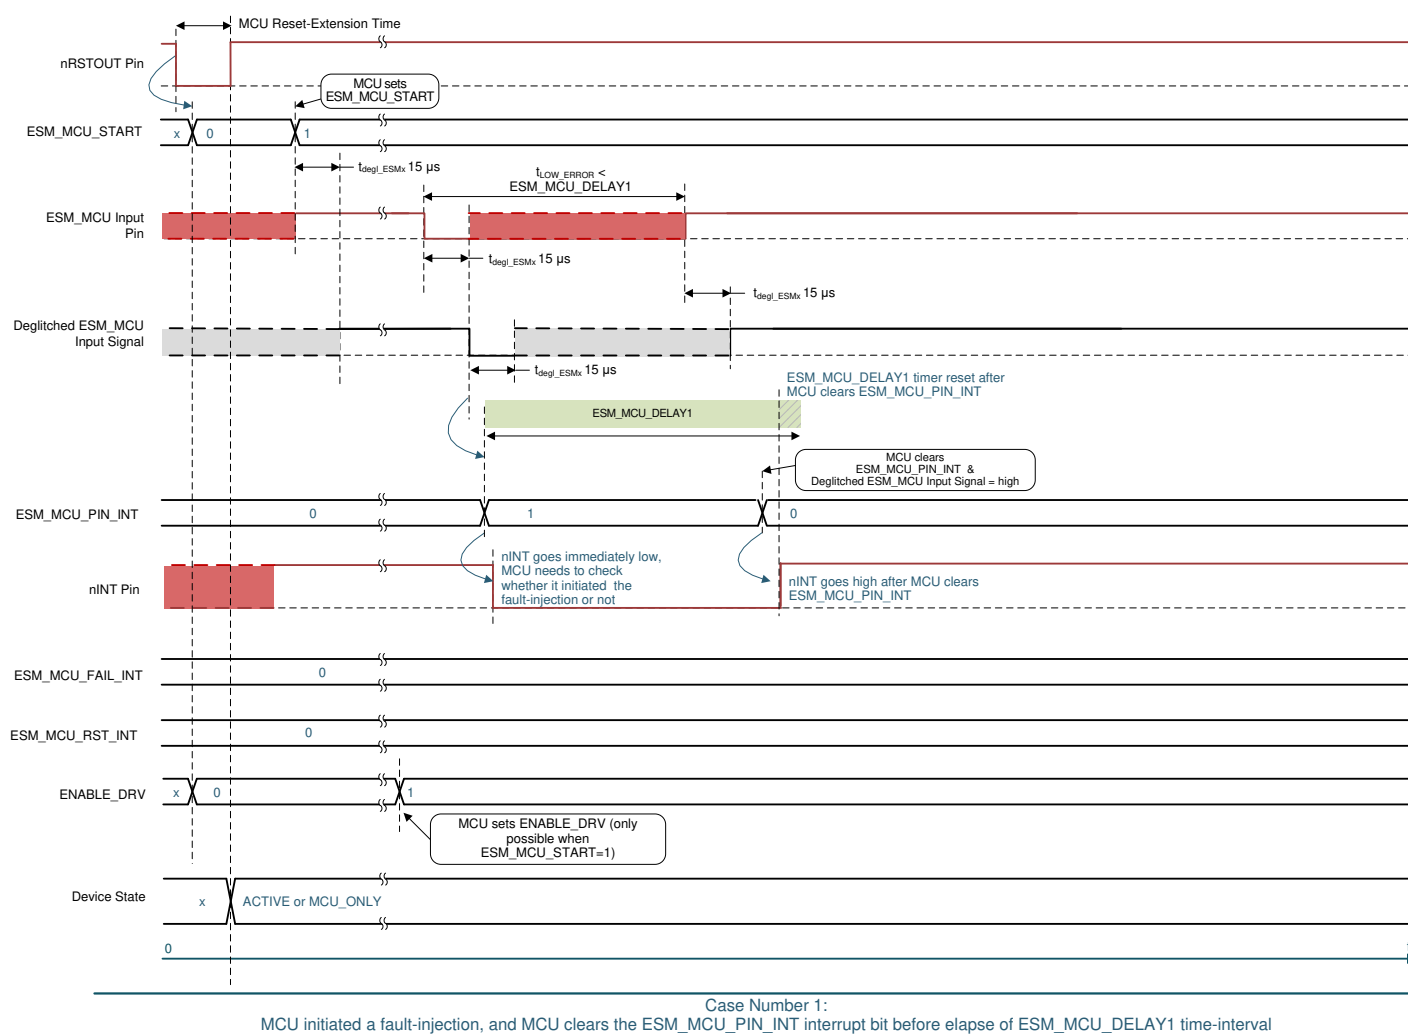 MCU Reset-Extension Time
nRSTOUT Pin
MCU sets
ESM_MCU_START
ESM_MCU_START
x
0
1
tdegl_ESMx 15 µs
tLOW_ERROR <
ESM_MCU_DELAY1
ESM_MCU Input
Pin
tdegl_ESMx 15 µs
tdegl_ESMx 15 µs
Deglitched ESM_MCU
Input Signal
tdegl_ESMx 15 µs
ESM_MCU_DELAY1 timer reset after
MCU clears ESM_MCU_PIN_INT
ESM_MCU_DELAY1
MCU clears
ESM_MCU_PIN_INT &
Deglitched ESM_MCU Input Signal = high
ESM_MCU_PIN_INT
0
1
0
nINT Pin
nINT goes immediately low,
MCU needs to check
whether it initiated the
fault-injection or not
nINT goes high after MCU clears
ESM_MCU_PIN_INT
ESM_MCU_FAIL_INT
0
ESM_MCU_RST_INT
0
ENABLE_DRV
x
0
1
MCU sets ENABLE_DRV (only
possible when
ESM_MCU_START=1)
Device State
x
ACTIVE or MCU_ONLY
0
Case Number 1:
MCU initiated a fault-injection, and MCU clears the ESM_MCU_PIN_INT interrupt bit before elapse of ESM_MCU_DELAY1 time-interval